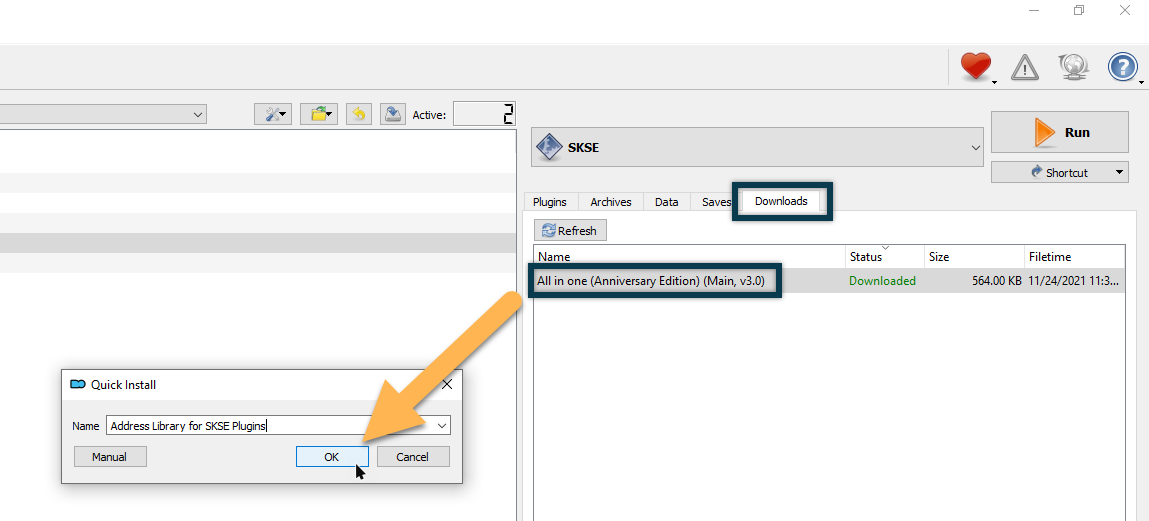 Active: 2
SKSE
Run
Shortcut
Plugins Archives Data Saves Downloads
Refresh
Name Status Size Filetime
All in one (Anniversary Edition) (Main, v3.0) Downloaded 564.00 KB 11/24/2021 11:3...
Quick Install
Name Address Library for SKSE Plugins
Manual OK Cancel